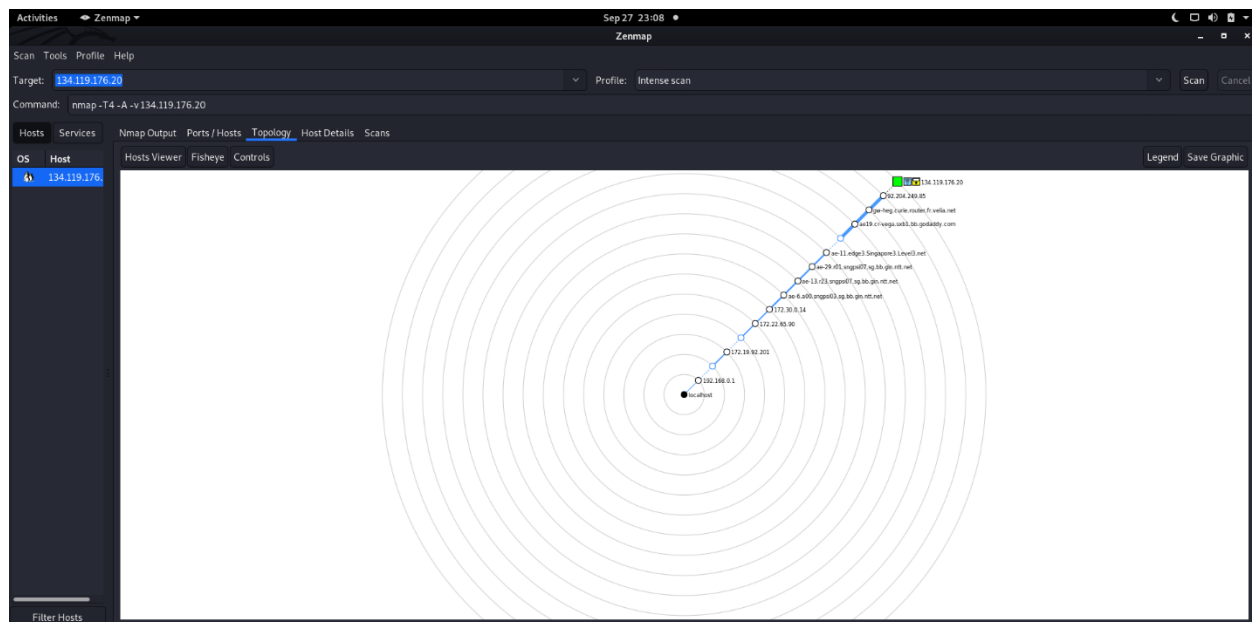 Activities Zenmap Sep 27 23:08
Zenmap
Scan Tools Profile Help
Target: 134.119.176.20 Profile: Intense scan Scan Cancel
Command: nmap -T4 -A -v 134.119.176.20
Hosts Services Nmap Output Ports / Hosts Topology Host Details Scans
OS Host Hosts Viewer Fisheye Controls Legend Save Graphic
134.119.176.
134.119.176.20
92.204.249.85
gw-heg.curie.router.fr.velia.net
ae19.cr-vega.sxb1.bb.godaddy.com
ae-11.edge3.Singapore3.Level3.net
ae-29.r01.sngpsi07.sg.bb.gin.ntt.net
ae-13.r23.sngpsi07.sg.bb.gin.ntt.net
ae-6.a00.sngpsi03.sg.bb.gin.ntt.net
172.30.0.14
172.22.65.90
172.19.92.201
192.168.0.1
localhost
Filter Hosts